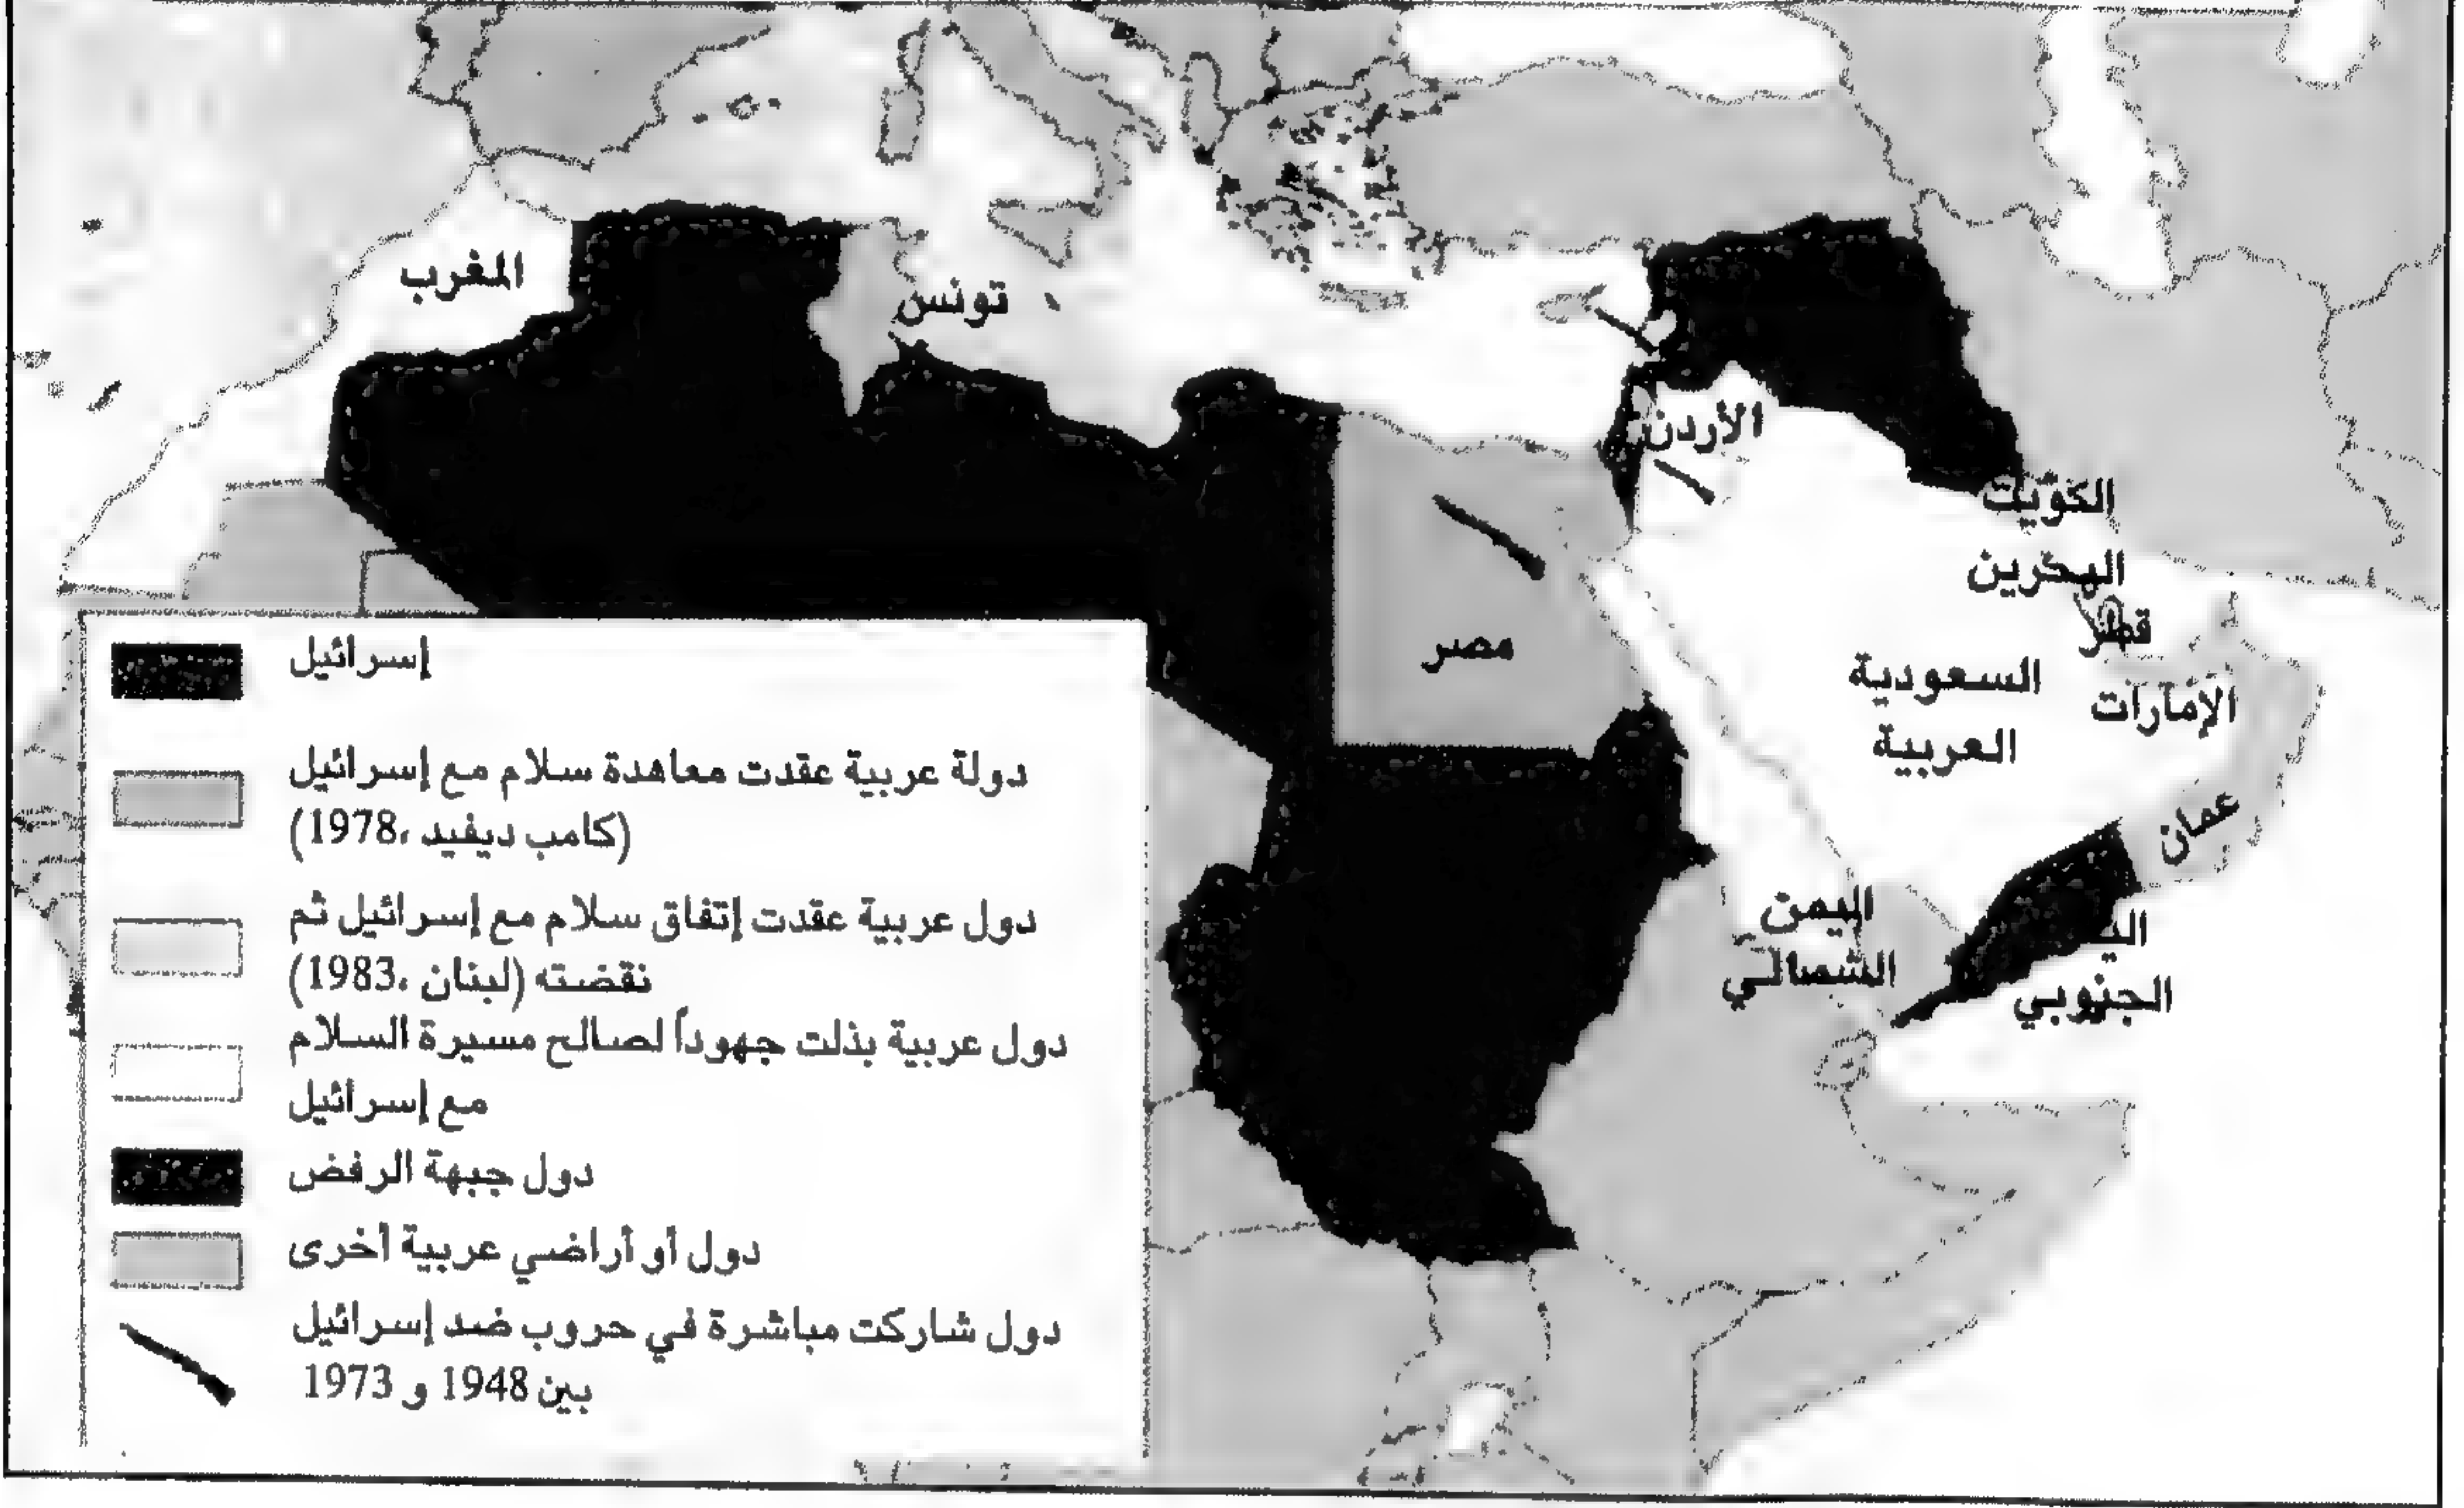 المغرب
تونس
الأردن
الكويت
البحرين
قطر
مصر
السعودية
العربية
الإمارات
عمان
اليمن
الشمالي
الجنوبي
إسرائيل
دولة عربية عقدت معاهدة سلام مع إسرائيل
(كامب ديفيد ،1978)
دول عربية عقدت إتفاق سلام مع إسرائيل ثم
نقضته (لبنان ،1983)
دول عربية بذلت جهوداً لصالح مسيرة السلام
مع إسرائيل
دول جبهة الرفض
دول أو أراضي عربية أخرى
دول شاركت مباشرة في حروب ضد إسرائيل
بين 1948 و 1973